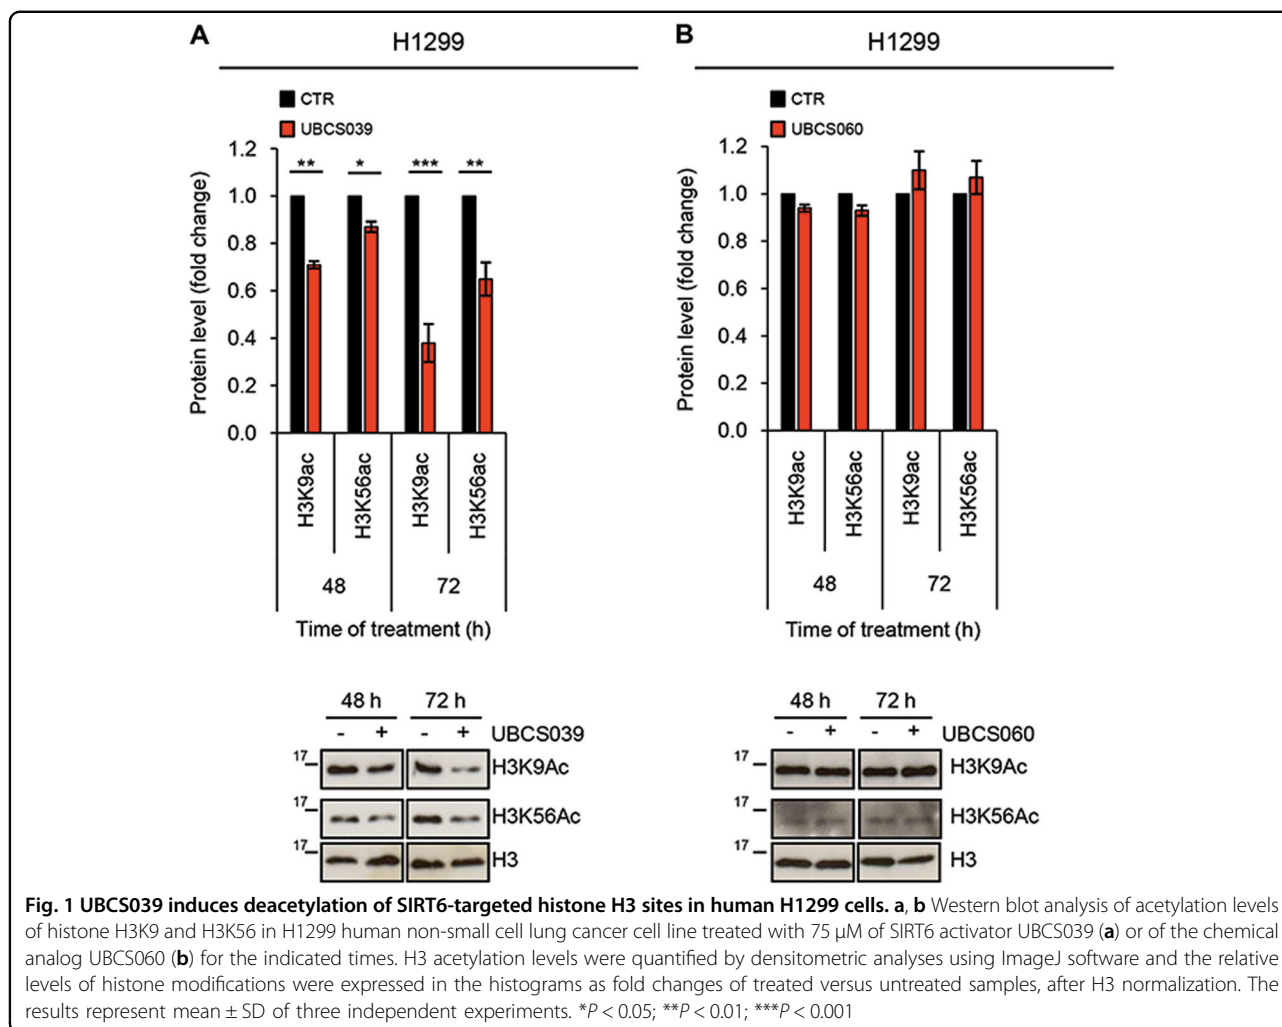 A
H1299
CTR
UBCS039
** * *** **
1.2
1.0
0.8
0.6
0.4
0.2
0.0
Protein level (fold change)
H3K9ac
H3K56ac
H3K9ac
H3K56ac
48 72
Time of treatment (h)
48 h 72 h
- + - + UBCS039
17 H3K9Ac
17 H3K56Ac
17 H3
B
H1299
CTR
UBCS060
1.2
1.0
0.8
0.6
0.4
0.2
0.0
Protein level (fold change)
H3K9ac
H3K56ac
H3K9ac
H3K56ac
48 72
Time of treatment (h)
48 h 72 h
- + - + UBCS060
17 H3K9Ac
17 H3K56Ac
17 H3
Fig. 1 UBCS039 induces deacetylation of SIRT6-targeted histone H3 sites in human H1299 cells. a, b Western blot analysis of acetylation levels
of histone H3K9 and H3K56 in H1299 human non-small cell lung cancer cell line treated with 75 μM of SIRT6 activator UBCS039 (a) or of the chemical
analog UBCS060 (b) for the indicated times. H3 acetylation levels were quantified by densitometric analyses using ImageJ software and the relative
levels of histone modifications were expressed in the histograms as fold changes of treated versus untreated samples, after H3 normalization. The
results represent mean ± SD of three independent experiments. *P < 0.05; **P < 0.01; ***P < 0.001